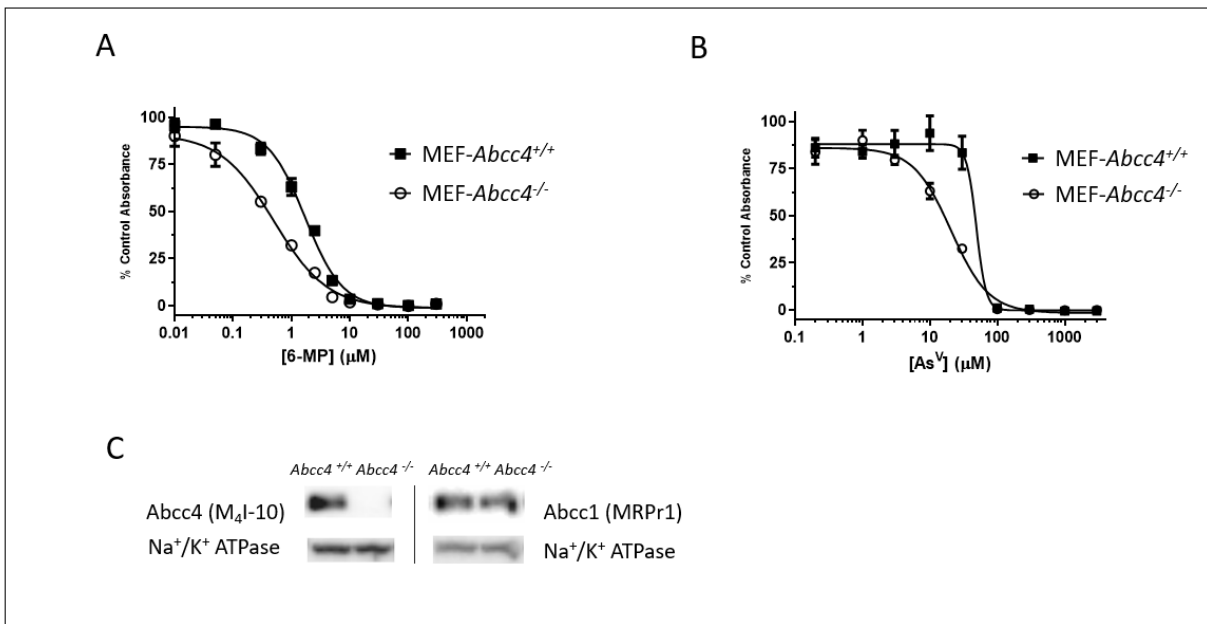 A
% Control Absorbance
100
75
50
25
0
0.01 0.1 1 10 100 1000
[6-MP] (µM)
MEF-Abcc4+/+
MEF-Abcc4-/-
B
% Control Absorbance
100
75
50
25
0
0.1 1 10 100 1000
[AsV] (µM)
MEF-Abcc4+/+
MEF-Abcc4-/-
C
Abcc4 +/+ Abcc4 -/- Abcc4 +/+ Abcc4 -/-
Abcc4 (M4I-10) Abcc1 (MRPr1)
Na+/K+ ATPase Na+/K+ ATPase